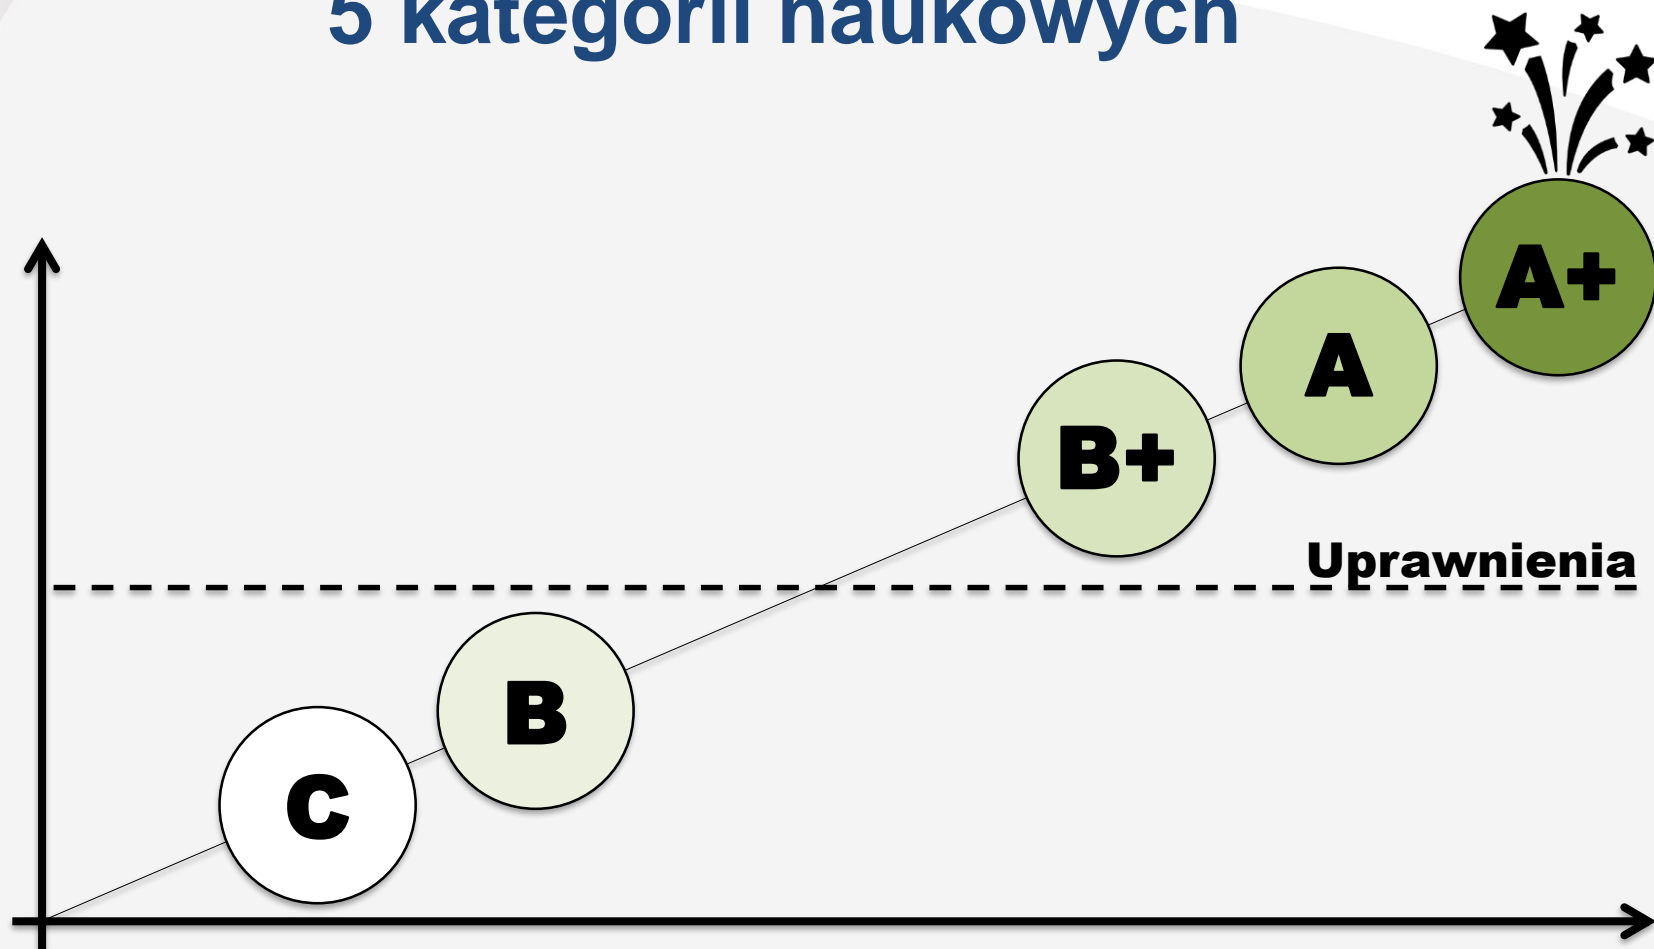 5 kategorii naukowych
A+
A
B+
Uprawnienia
B
C